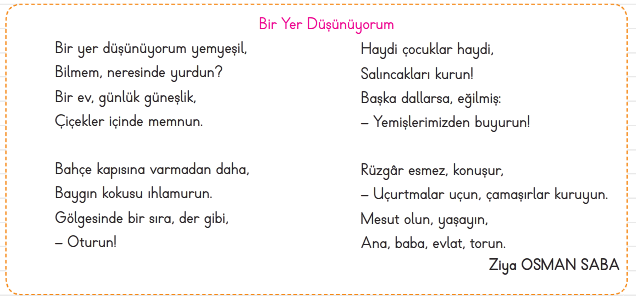 Bir Yer Düşünüyorum
Bir yer düşünüyorum yemyeşil,
Bilmem, neresinde yurdun?
Bir ev, günlük güneşlik,
Çiçekler içinde memnun.
Bahçe kapısına varmadan daha,
Baygın kokusu ıhlamurun.
Gölgesinde bir sıra, der gibi,
– Oturun!
Haydi çocuklar haydi,
Salıncakları kurun!
Başka dallarsa, eğilmiş:
– Yemişlerimizden buyurun!
Rüzgâr esmez, konuşur,
– Uçurtmalar uçun, çamaşırlar kuruyun.
Mesut olun, yaşayın,
Ana, baba, evlat, torun.
Ziya OSMAN SABA